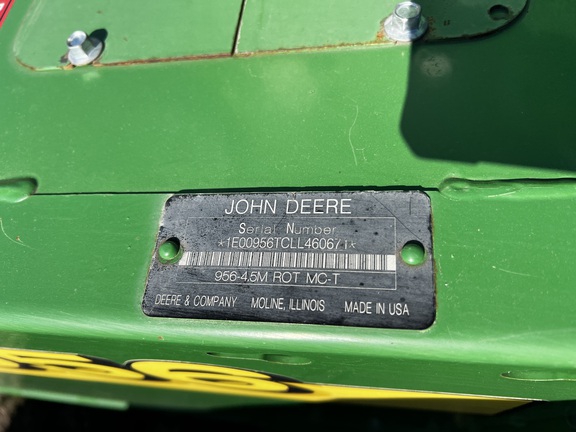 JOHN DEERE
Serial Number
*1E00956TCLL460671*
956-4.5M ROT MC-T
DEERE & COMPANY MOLINE, ILLINOIS MADE IN USA